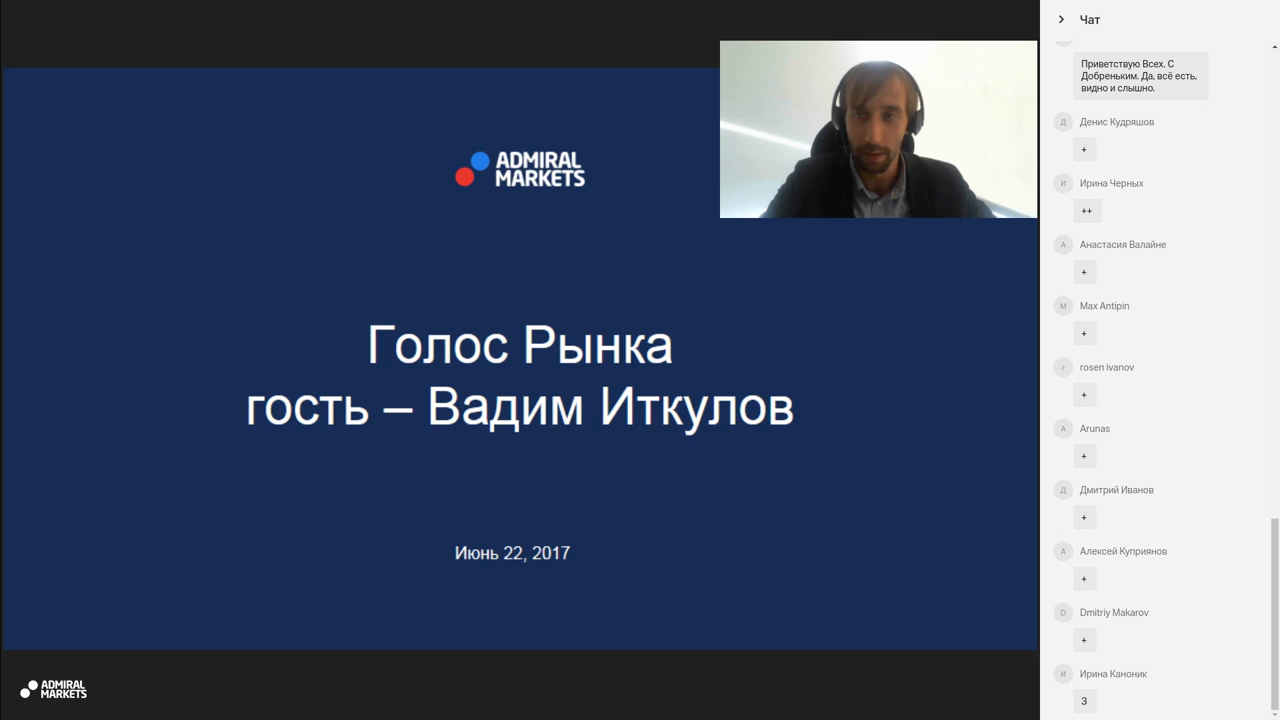 ADMIRAL
MARKETS
Голос Рынка
гость – Вадим Иткулов
Июнь 22, 2017
ADMIRAL
MARKETS
Чат
Приветствую Всех. С
Добреньким. Да, всё есть,
видно и слышно.
Д
Денис Кудряшов
+
И
Ирина Черных
++
А
Анастасия Валайне
+
M
Max Antipin
+
r
rosen ivanov
+
A
Arunas
+
Д
Дмитрий Иванов
+
А
Алексей Куприянов
+
D
Dmitriy Makarov
+
И
Ирина Каноник
3